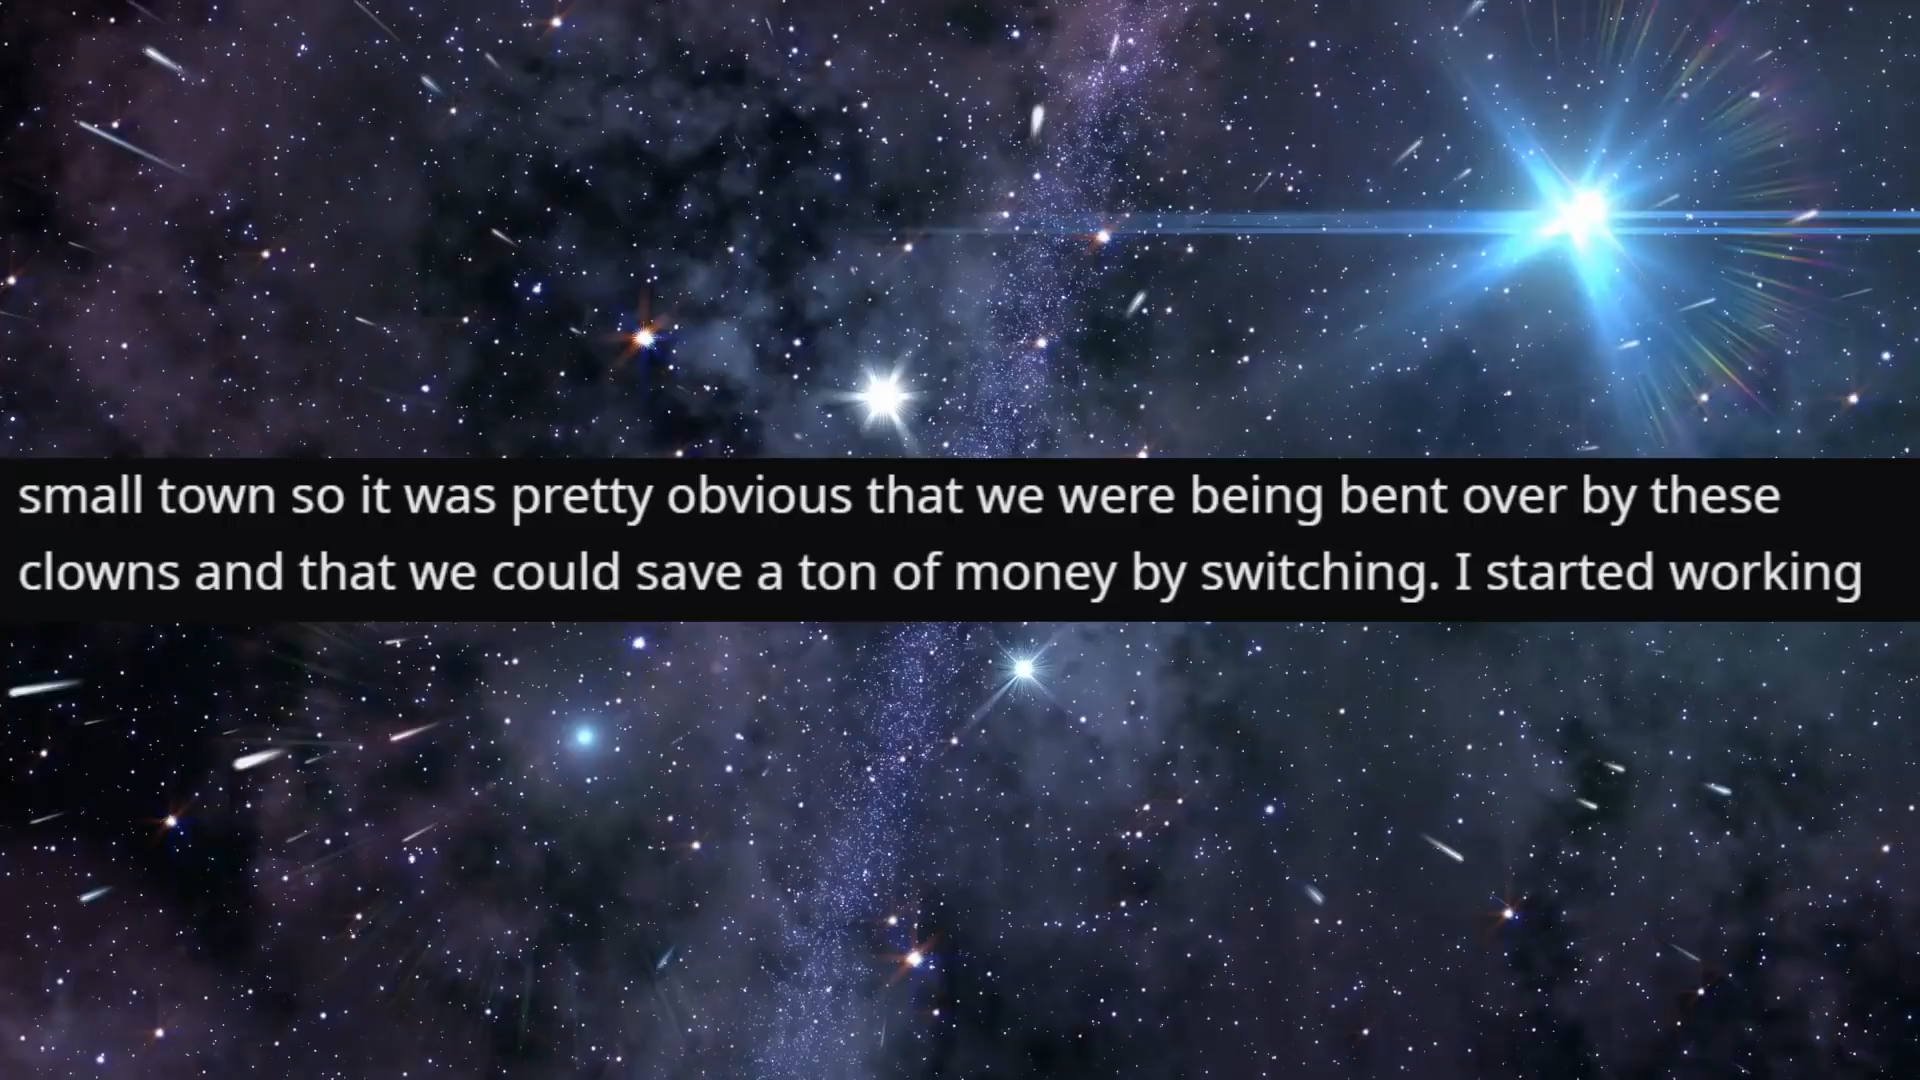 small town so it was pretty obvious that we were being bent over by these
clowns and that we could save a ton of money by switching. I started working